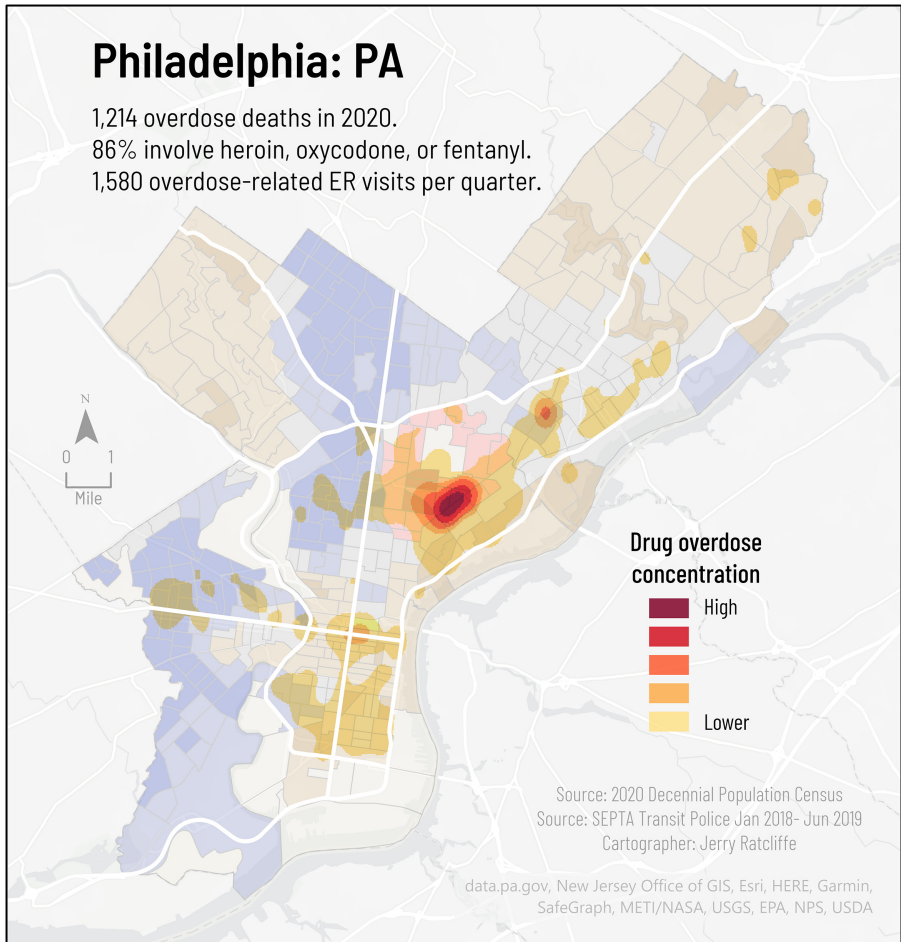 Philadelphia: PA
1,214 overdose deaths in 2020.
86% involve heroin, oxycodone, or fentanyl.
1,580 overdose-related ER visits per quarter.
N
0 1
Mile
Drug overdose
concentration
High
Lower
Source: 2020 Decennial Population Census
Source: SEPTA Transit Police Jan 2018- Jun 2019
Cartographer: Jerry Ratcliffe
data.pa.gov, New Jersey Office of GIS, Esri, HERE, Garmin,
SafeGraph, METI/NASA, USGS, EPA, NPS, USDA